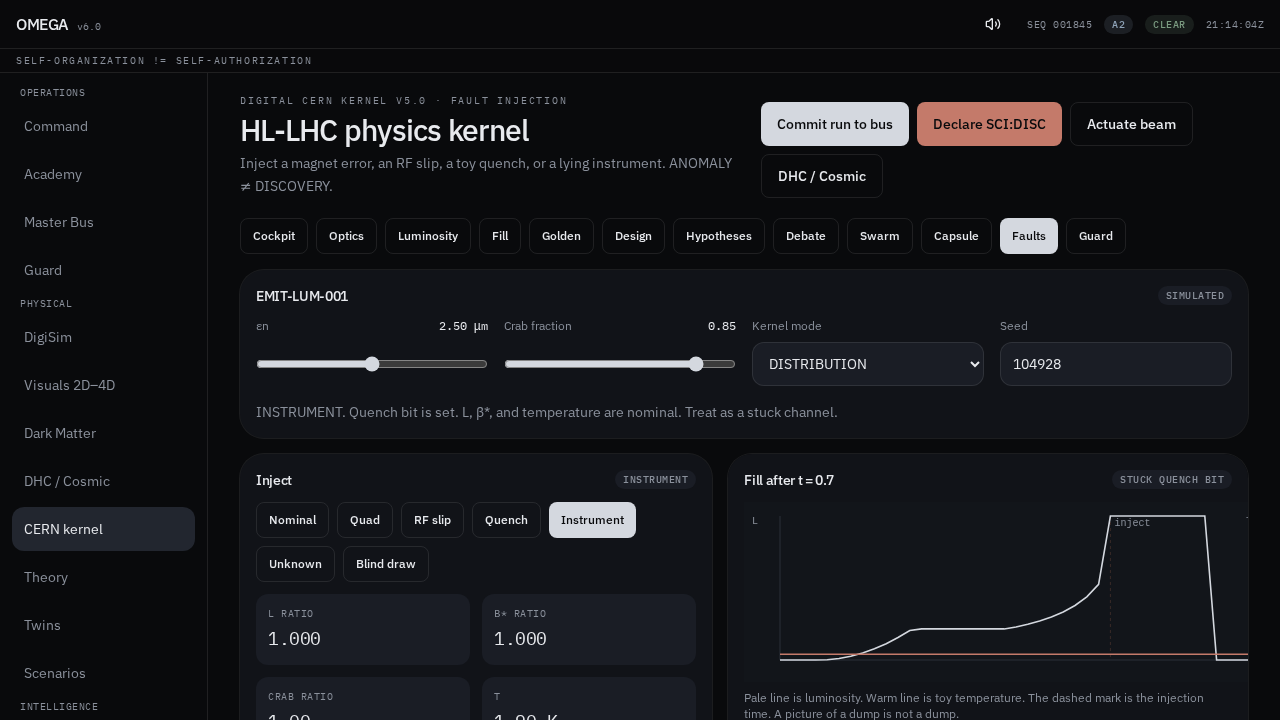 OMEGA v6.0
SEQ 001845 A2 CLEAR 21:14:04Z
SELF-ORGANIZATION != SELF-AUTHORIZATION
OPERATIONS
Command
Academy
Master Bus
Guard
PHYSICAL
DigiSim
Visuals 2D–4D
Dark Matter
DHC / Cosmic
CERN kernel
Theory
Twins
Scenarios
INTELLIGENCE
DIGITAL CERN KERNEL V5.0 · FAULT INJECTION
HL-LHC physics kernel
Inject a magnet error, an RF slip, a toy quench, or a lying instrument. ANOMALY
≠ DISCOVERY.
Commit run to bus
Declare SCI:DISC
Actuate beam
DHC / Cosmic
Cockpit
Optics
Luminosity
Fill
Golden
Design
Hypotheses
Debate
Swarm
Capsule
Faults
Guard
EMIT-LUM-001
SIMULATED
εn 2.50 µm
Crab fraction 0.85
Kernel mode
DISTRIBUTION
Seed
104928
INSTRUMENT. Quench bit is set. L, β*, and temperature are nominal. Treat as a stuck channel.
Inject
INSTRUMENT
Nominal
Quad
RF slip
Quench
Instrument
Unknown
Blind draw
L RATIO
1.000
B* RATIO
1.000
CRAB RATIO
T
Fill after t = 0.7
STUCK QUENCH BIT
L
inject
Pale line is luminosity. Warm line is toy temperature. The dashed mark is the injection
time. A picture of a dump is not a dump.